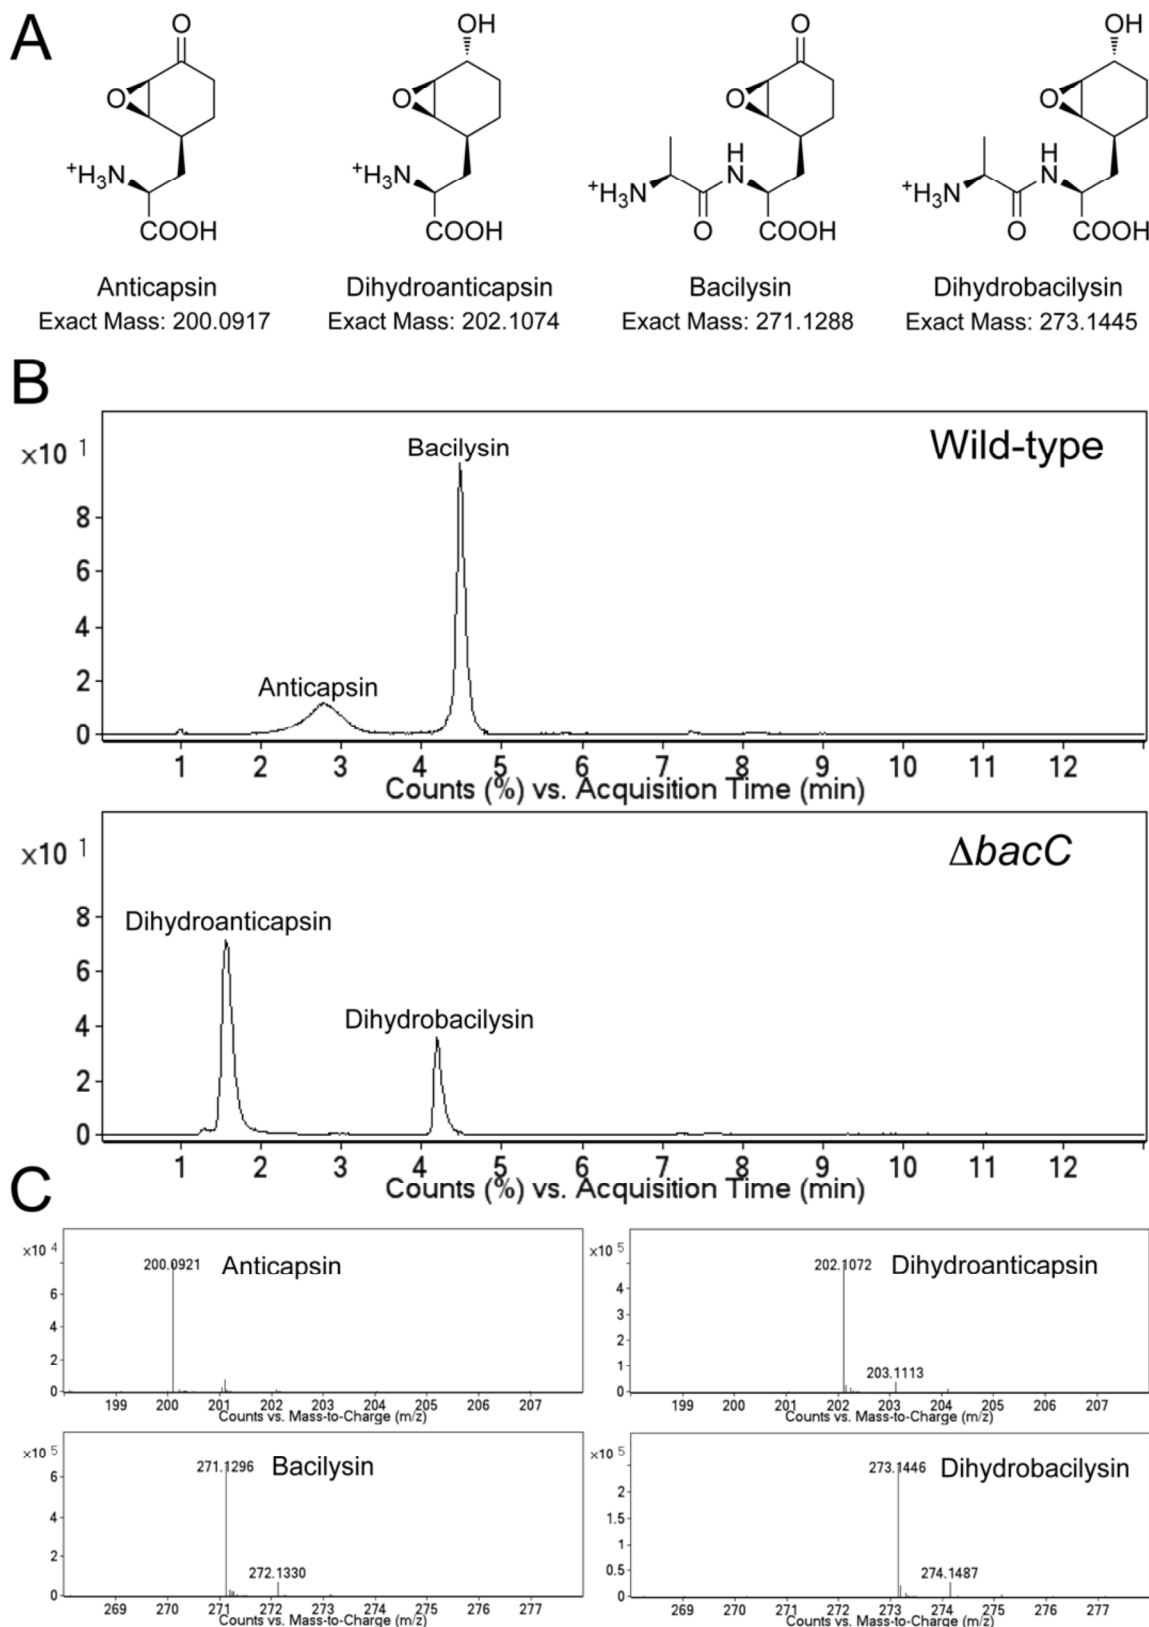 A
O
O
+H3N
COOH
OH
O
+H3N
COOH
O
O
H
N
+H3N
O
COOH
OH
O
H
N
+H3N
O
COOH
Anticapsin
Exact Mass: 200.0917
Dihydroanticapsin
Exact Mass: 202.1074
Bacilysin
Exact Mass: 271.1288
Dihydrobacilysin
Exact Mass: 273.1445
B
×10 1
Wild-type
Bacilysin
Anticapsin
8
6
4
2
0
1 2 3 4 5 6 7 8 9 10 11 12
Counts (%) vs. Acquisition Time (min)
×10 1
ΔbacC
Dihydroanticapsin
Dihydrobacilysin
8
6
4
2
0
1 2 3 4 5 6 7 8 9 10 11 12
Counts (%) vs. Acquisition Time (min)
C
×10 4
200.0921
Anticapsin
6
4
2
0
199 200 201 202 203 204 205 206 207
Counts vs. Mass-to-Charge (m/z)
×10 5
202.1072
Dihydroanticapsin
203.1113
4
3
2
1
0
199 200 201 202 203 204 205 206 207
Counts vs. Mass-to-Charge (m/z)
×10 5
271.1296
Bacilysin
272.1330
6
4
2
0
269 270 271 272 273 274 275 276 277
Counts vs. Mass-to-Charge (m/z)
×10 5
273.1446
Dihydrobacilysin
274.1487
2
1.5
1
0.5
0
269 270 271 272 273 274 275 276 277
Counts vs. Mass-to-Charge (m/z)